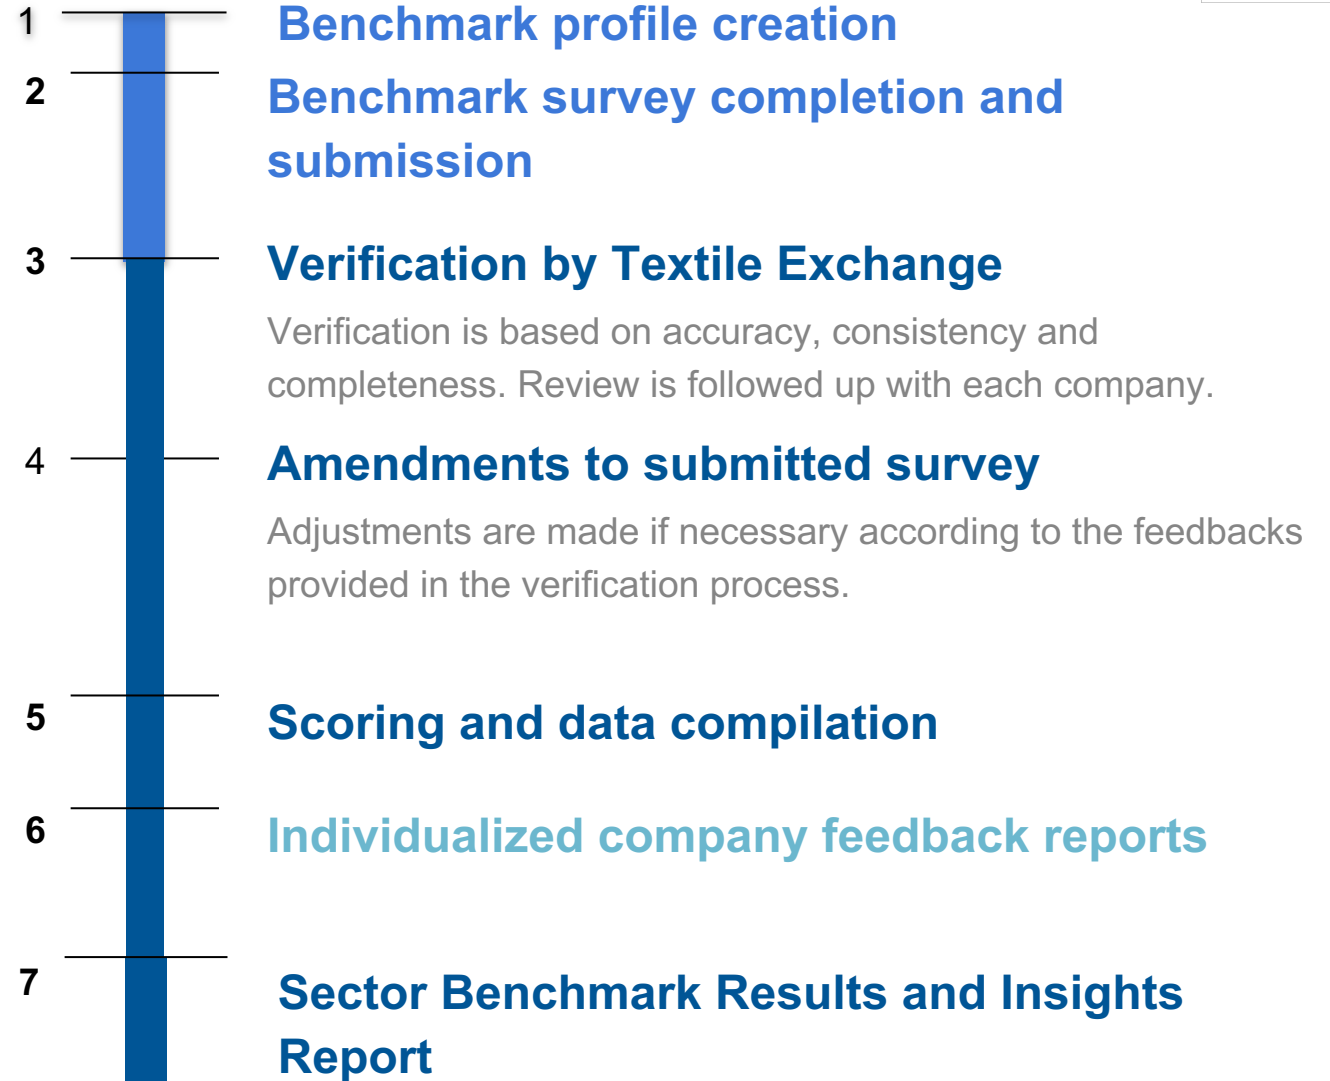 1
Benchmark profile creation
2
Benchmark survey completion and
submission
3
Verification by Textile Exchange
Verification is based on accuracy, consistency and
completeness. Review is followed up with each company.
4
Amendments to submitted survey
Adjustments are made if necessary according to the feedbacks
provided in the verification process.
5
Scoring and data compilation
6
Individualized company feedback reports
7
Sector Benchmark Results and Insights
Report